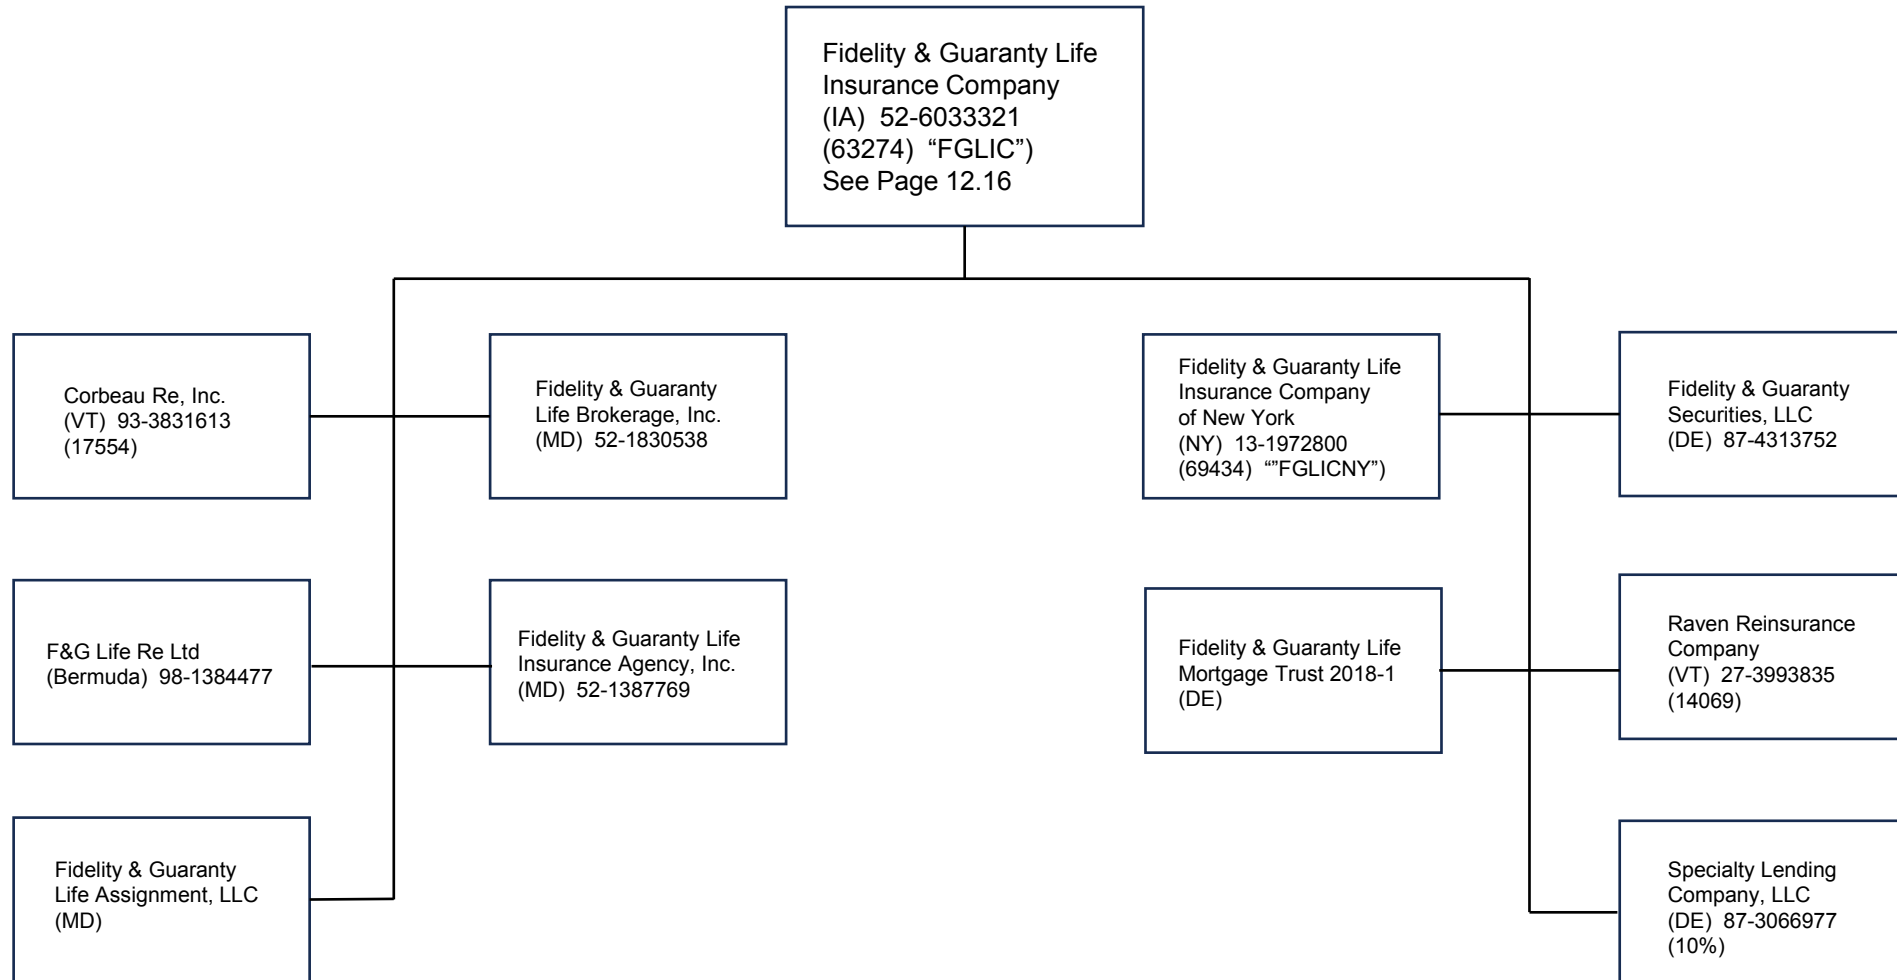 Fidelity & Guaranty Life
Insurance Company
(IA) 52-6033321
(63274) “FGLIC”)
See Page 12.16
Corbeau Re, Inc.
(VT) 93-3831613
(17554)
Fidelity & Guaranty
Life Brokerage, Inc.
(MD) 52-1830538
Fidelity & Guaranty Life
Insurance Company
of New York
(NY) 13-1972800
(69434) “”FGLICNY”)
Fidelity & Guaranty
Securities, LLC
(DE) 87-4313752
F&G Life Re Ltd
(Bermuda) 98-1384477
Fidelity & Guaranty Life
Insurance Agency, Inc.
(MD) 52-1387769
Fidelity & Guaranty Life
Mortgage Trust 2018-1
(DE)
Raven Reinsurance
Company
(VT) 27-3993835
(14069)
Fidelity & Guaranty
Life Assignment, LLC
(MD)
Specialty Lending
Company, LLC
(DE) 87-3066977
(10%)